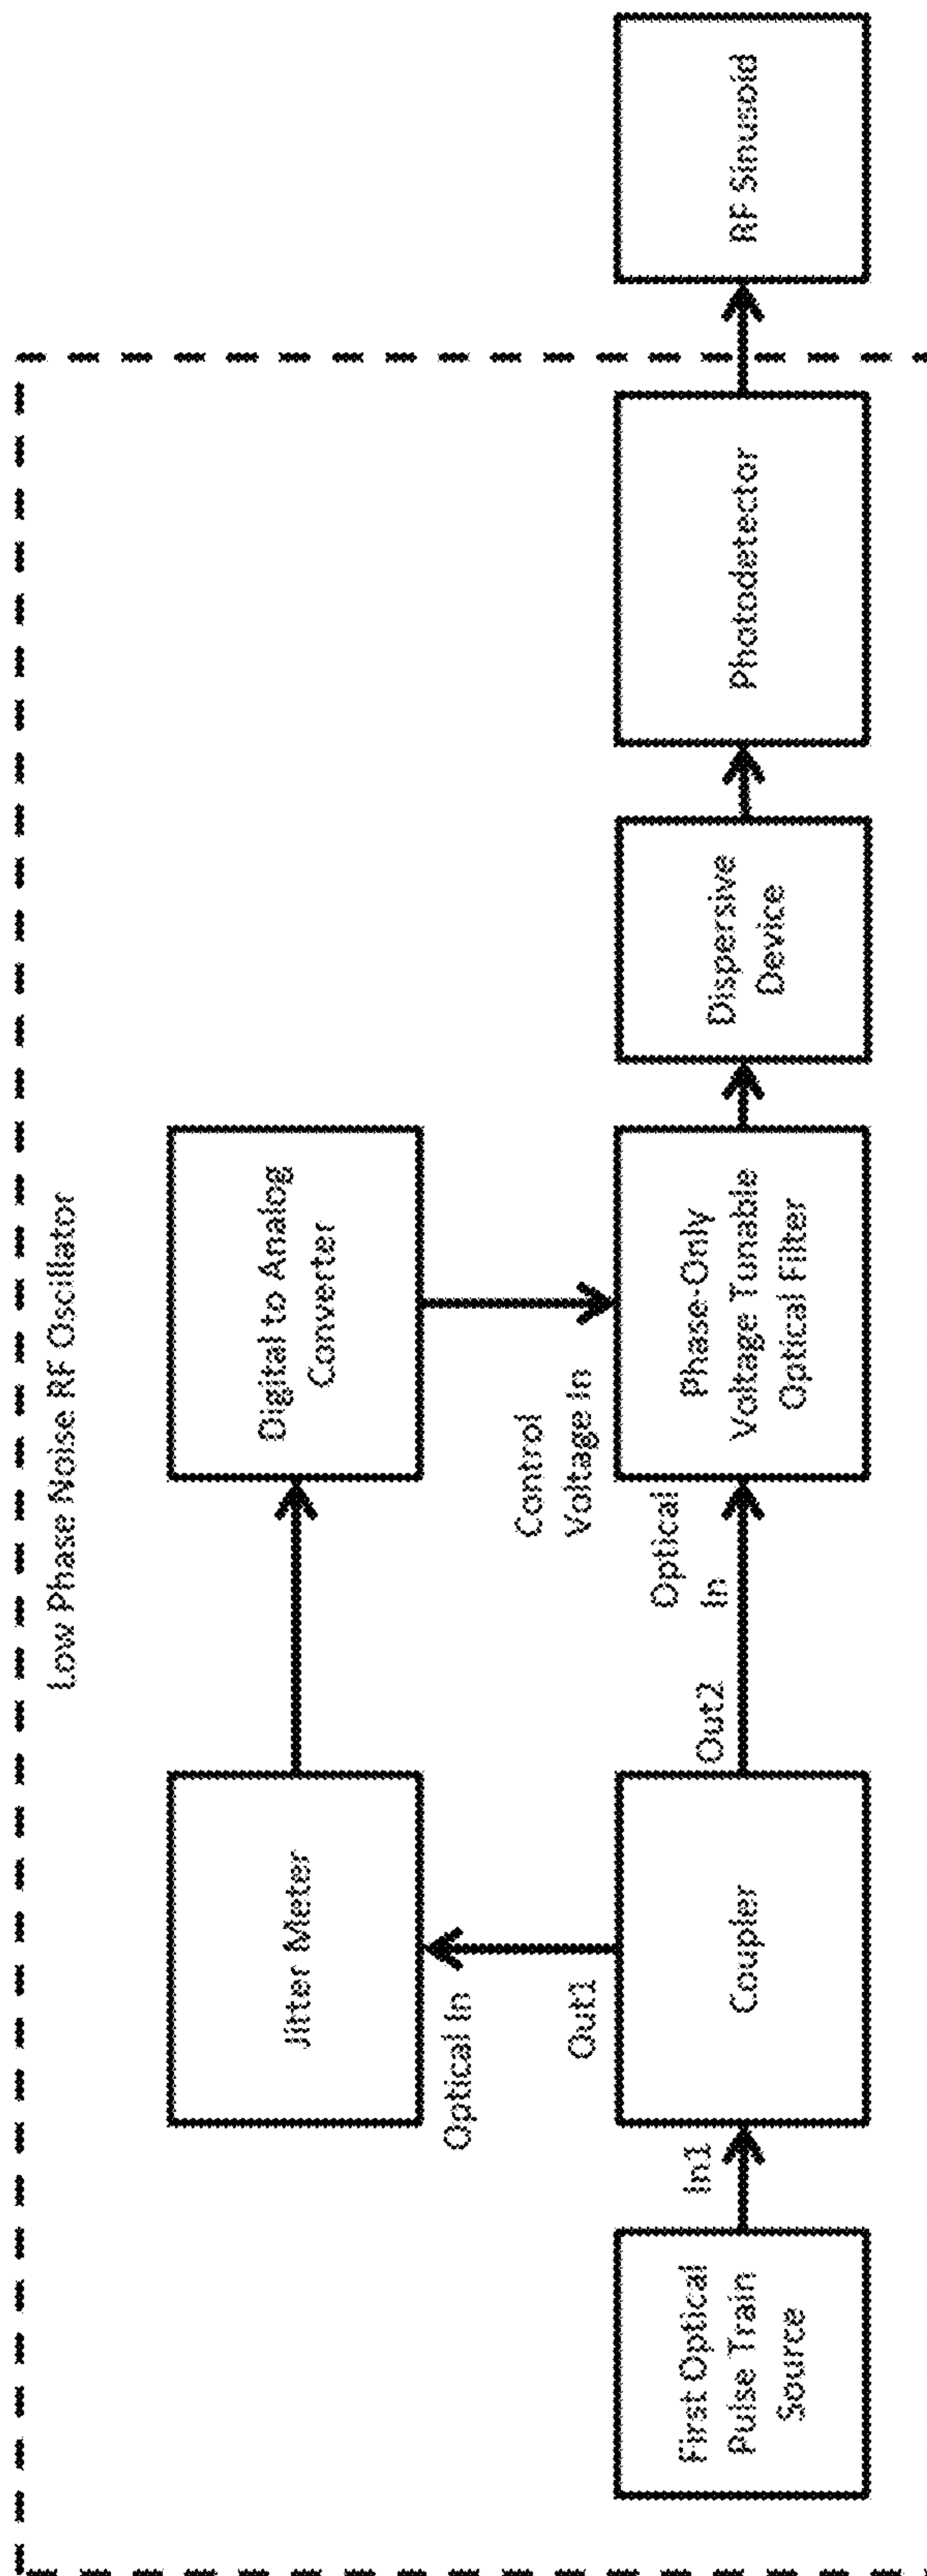 Low Phase Noise RF Oscillator
Jitter Meter
Digital to Analog
Converter
Optical In
Control
Voltage In
Out1
Optical
In
First Optical
Pulse Train
Source
In1
Coupler
Out2
Phase-Only
Voltage Tunable
Optical Filter
Dispersive
Device
Photodetector
RF Sinusoid